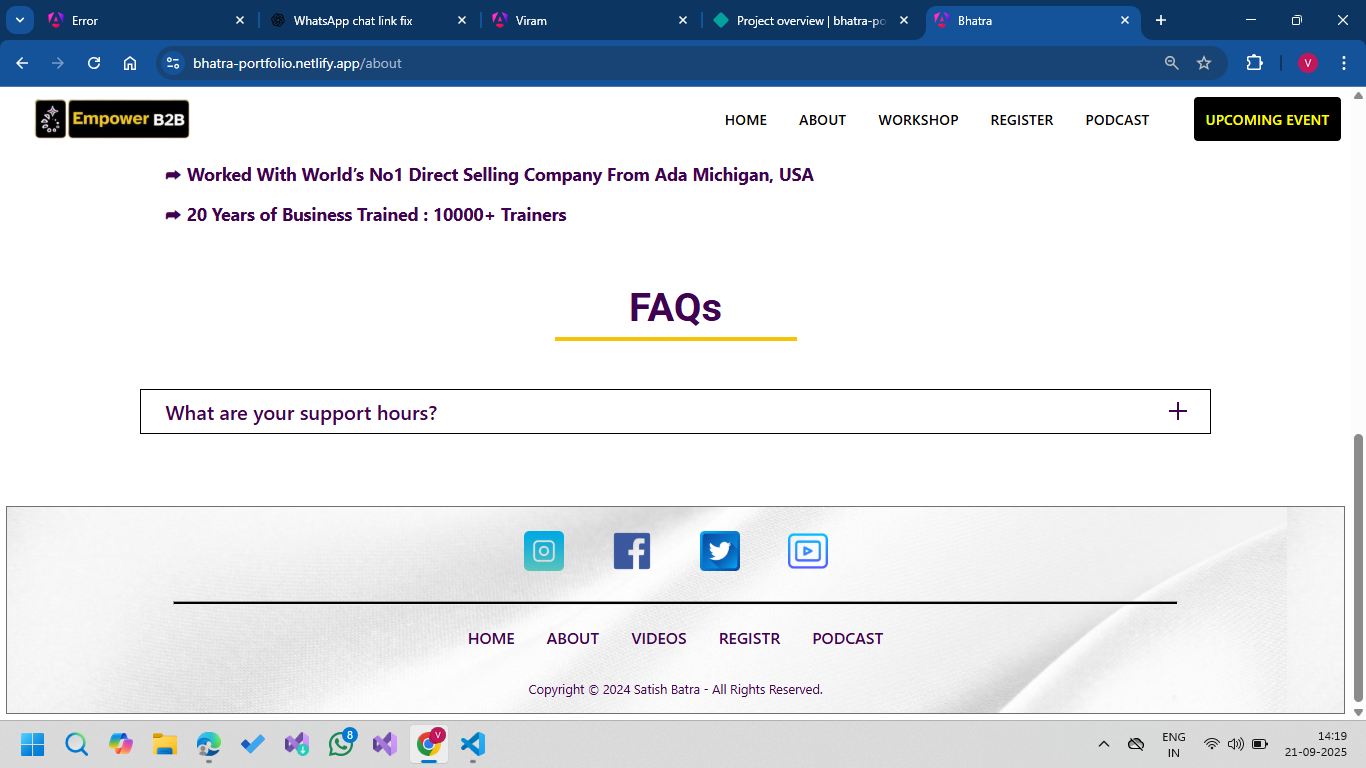 Error
WhatsApp chat link fix
Viram
Project overview | bhatra-po
Bhatra
bhatra-portfolio.netlify.app/about
V
Empower B2B
HOME ABOUT WORKSHOP REGISTER PODCAST UPCOMING EVENT
➦ Worked With World’s No1 Direct Selling Company From Ada Michigan, USA
➦ 20 Years of Business Trained : 10000+ Trainers
FAQs
What are your support hours?
HOME ABOUT VIDEOS REGISTR PODCAST
Copyright © 2024 Satish Batra - All Rights Reserved.
8
V
ENG
IN
14:19
21-09-2025